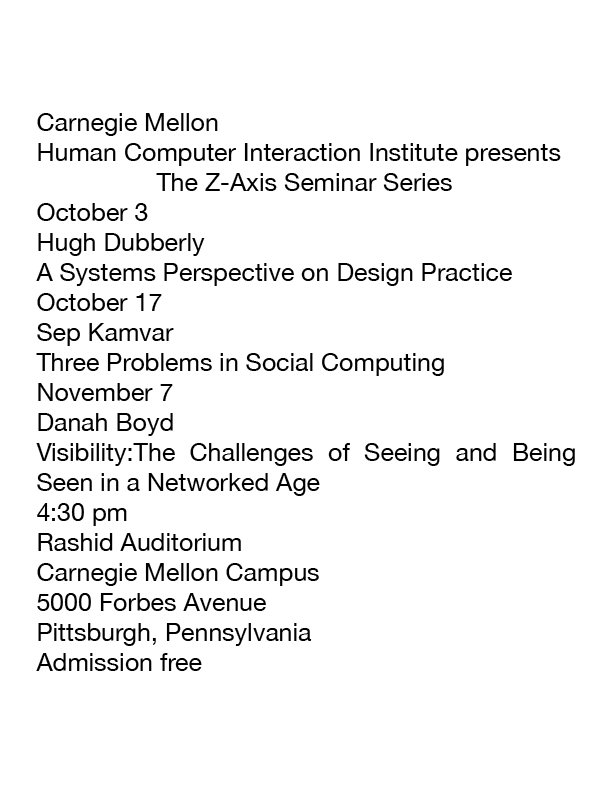 Carnegie Mellon
Human Computer Interaction Institute presents
The Z-Axis Seminar Series
October 3
Hugh Dubberly
A Systems Perspective on Design Practice
October 17
Sep Kamvar
Three Problems in Social Computing
November 7
Danah Boyd
Visibility:The Challenges of Seeing and Being
Seen in a Networked Age
4:30 pm
Rashid Auditorium
Carnegie Mellon Campus
5000 Forbes Avenue
Pittsburgh, Pennsylvania
Admission free